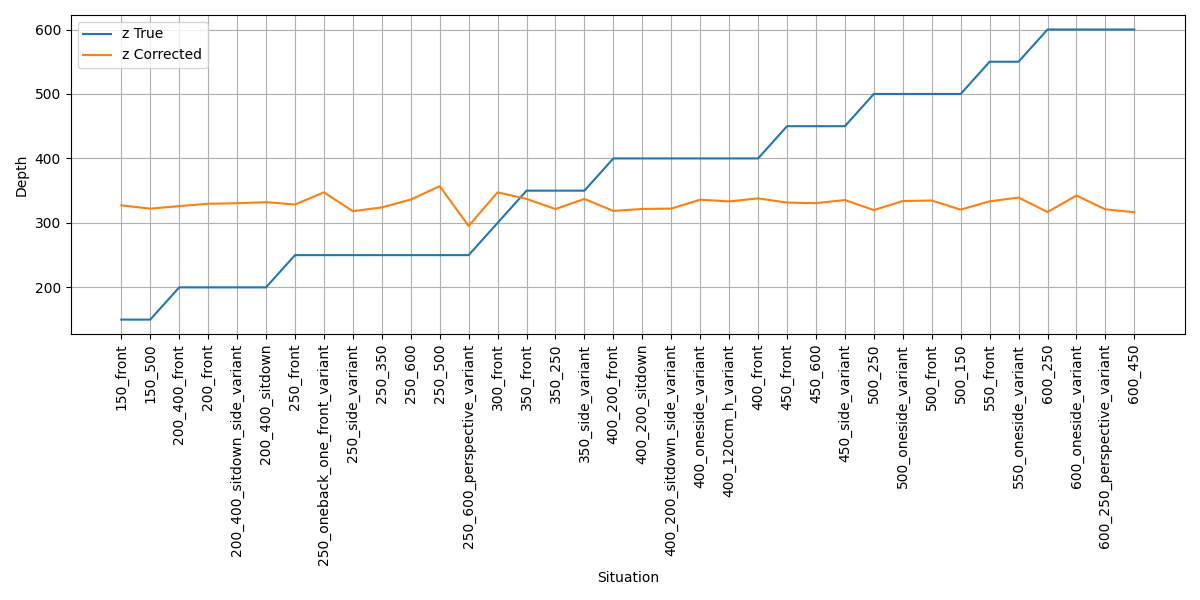 z True
z Corrected
600
500
400
300
200
Depth
150_front
150_500
200_400_front
200_front
200_400_sitdown_side_variant
200_400_sitdown
250_front
250_oneback_one_front_variant
250_side_variant
250_350
250_600
250_500
250_600_perspective_variant
300_front
350_front
350_250
350_side_variant
400_200_front
400_200_sitdown
400_200_sitdown_side_variant
400_oneside_variant
400_120cm_h_variant
400_front
450_front
450_600
450_side_variant
500_250
500_oneside_variant
500_front
500_150
550_front
550_oneside_variant
600_250
600_oneside_variant
600_250_perspective_variant
600_450
Situation